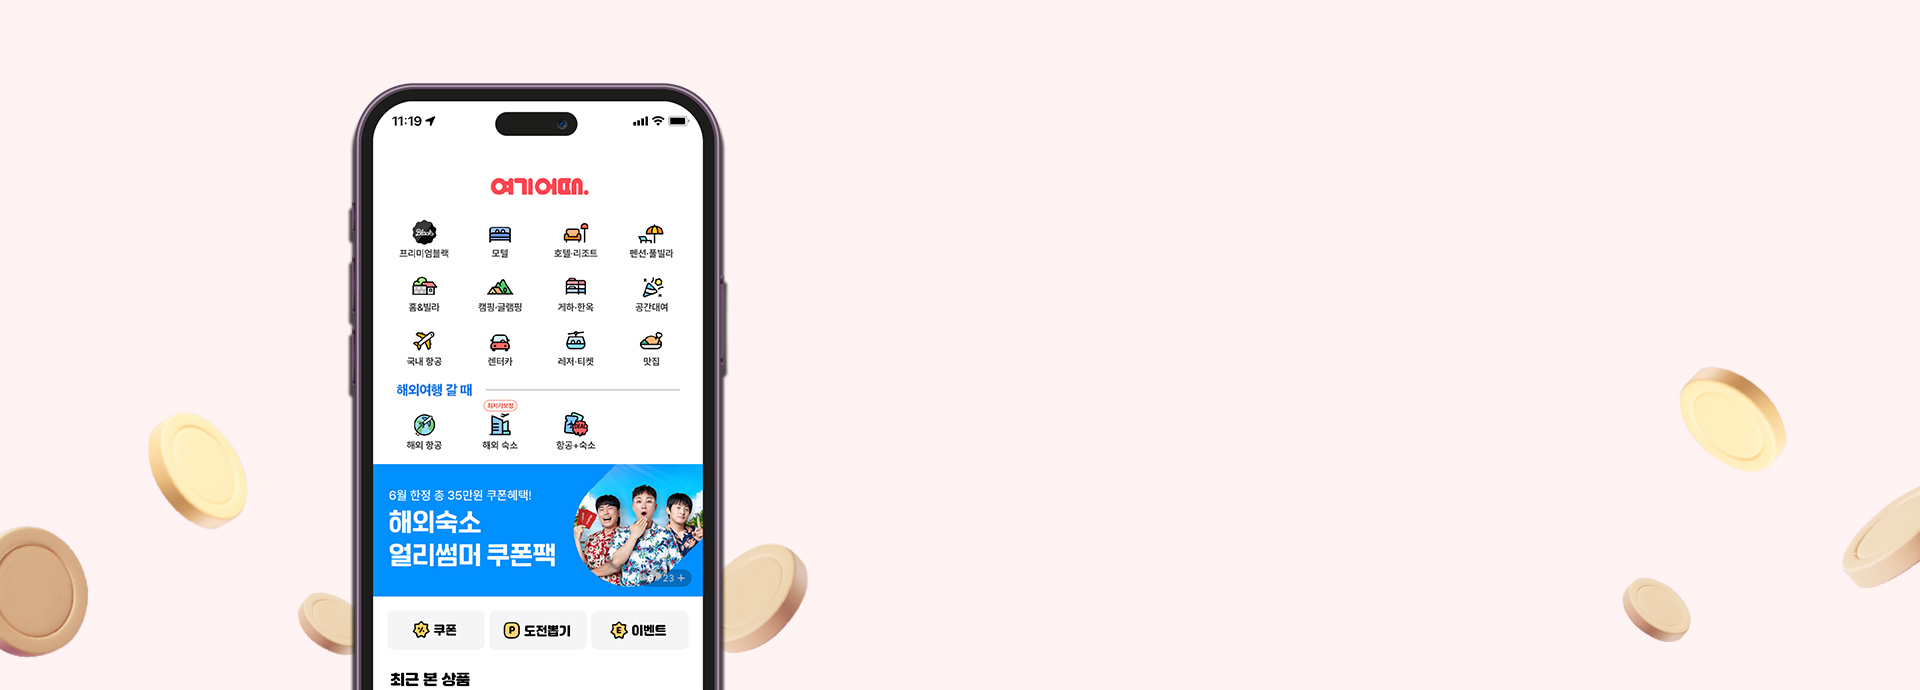 11:19
여기어때.
Black
프리미엄블랙 모텔 호텔·리조트 펜션·풀빌라
홈&빌라 캠핑·글램핑 게하·한옥 공간대여
국내 항공 렌터카 레저·티켓 맛집
해외여행 갈 때
최저가보장
DEAL
해외 항공 해외 숙소 항공+숙소
6월 한정 총 35만원 쿠폰혜택!
해외숙소
얼리썸머 쿠폰팩
23 +
쿠폰 P 도전뽑기 E 이벤트
최근 본 상품